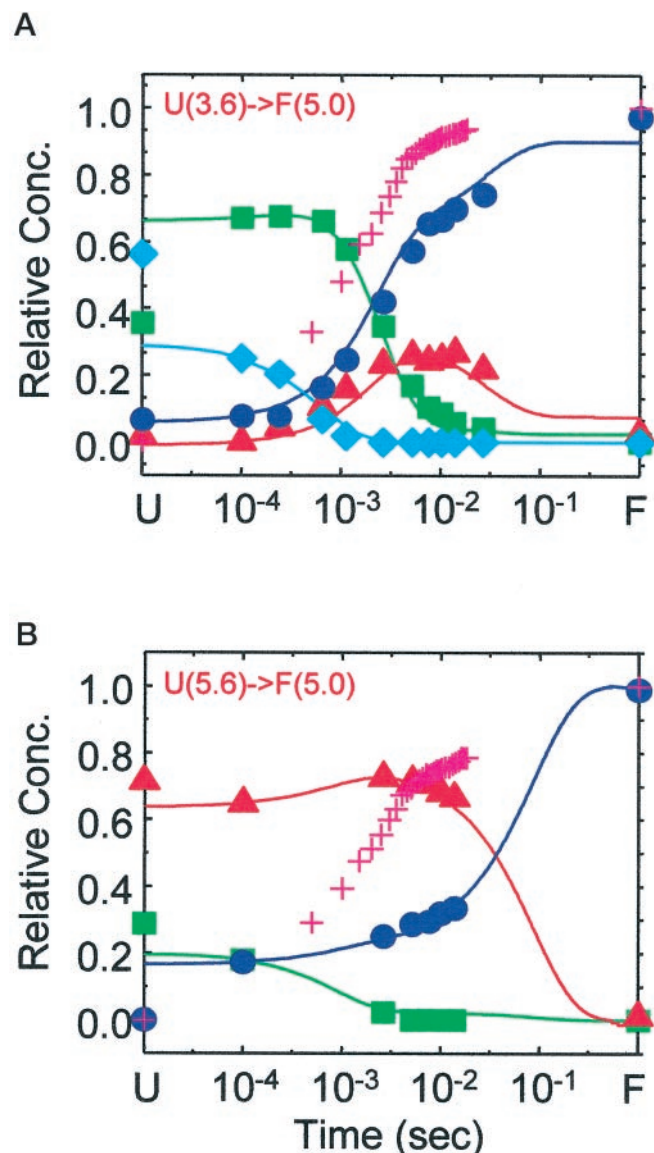 A
U(3.6)->F(5.0)
Relative Conc.
1.0
0.8
0.6
0.4
0.2
0.0
U 10⁻⁴ 10⁻³ 10⁻² 10⁻¹ F
B
U(5.6)->F(5.0)
Relative Conc.
1.0
0.8
0.6
0.4
0.2
0.0
U 10⁻⁴ 10⁻³ 10⁻² 10⁻¹ F
Time (sec)